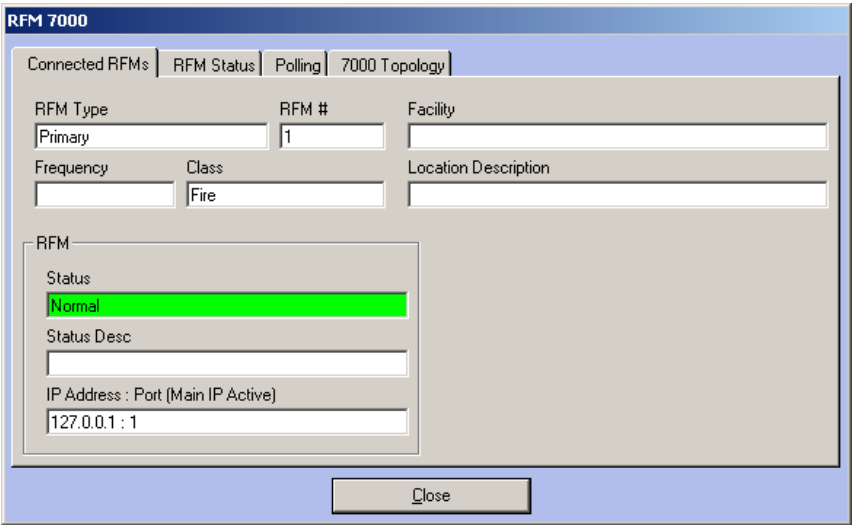 RFM 7000
Connected RFMs RFM Status Polling 7000 Topology
RFM Type RFM # Facility
Primary 1
Frequency Class Location Description
Fire
RFM
Status
Normal
Status Desc
IP Address : Port (Main IP Active)
127.0.0.1 : 1
Close